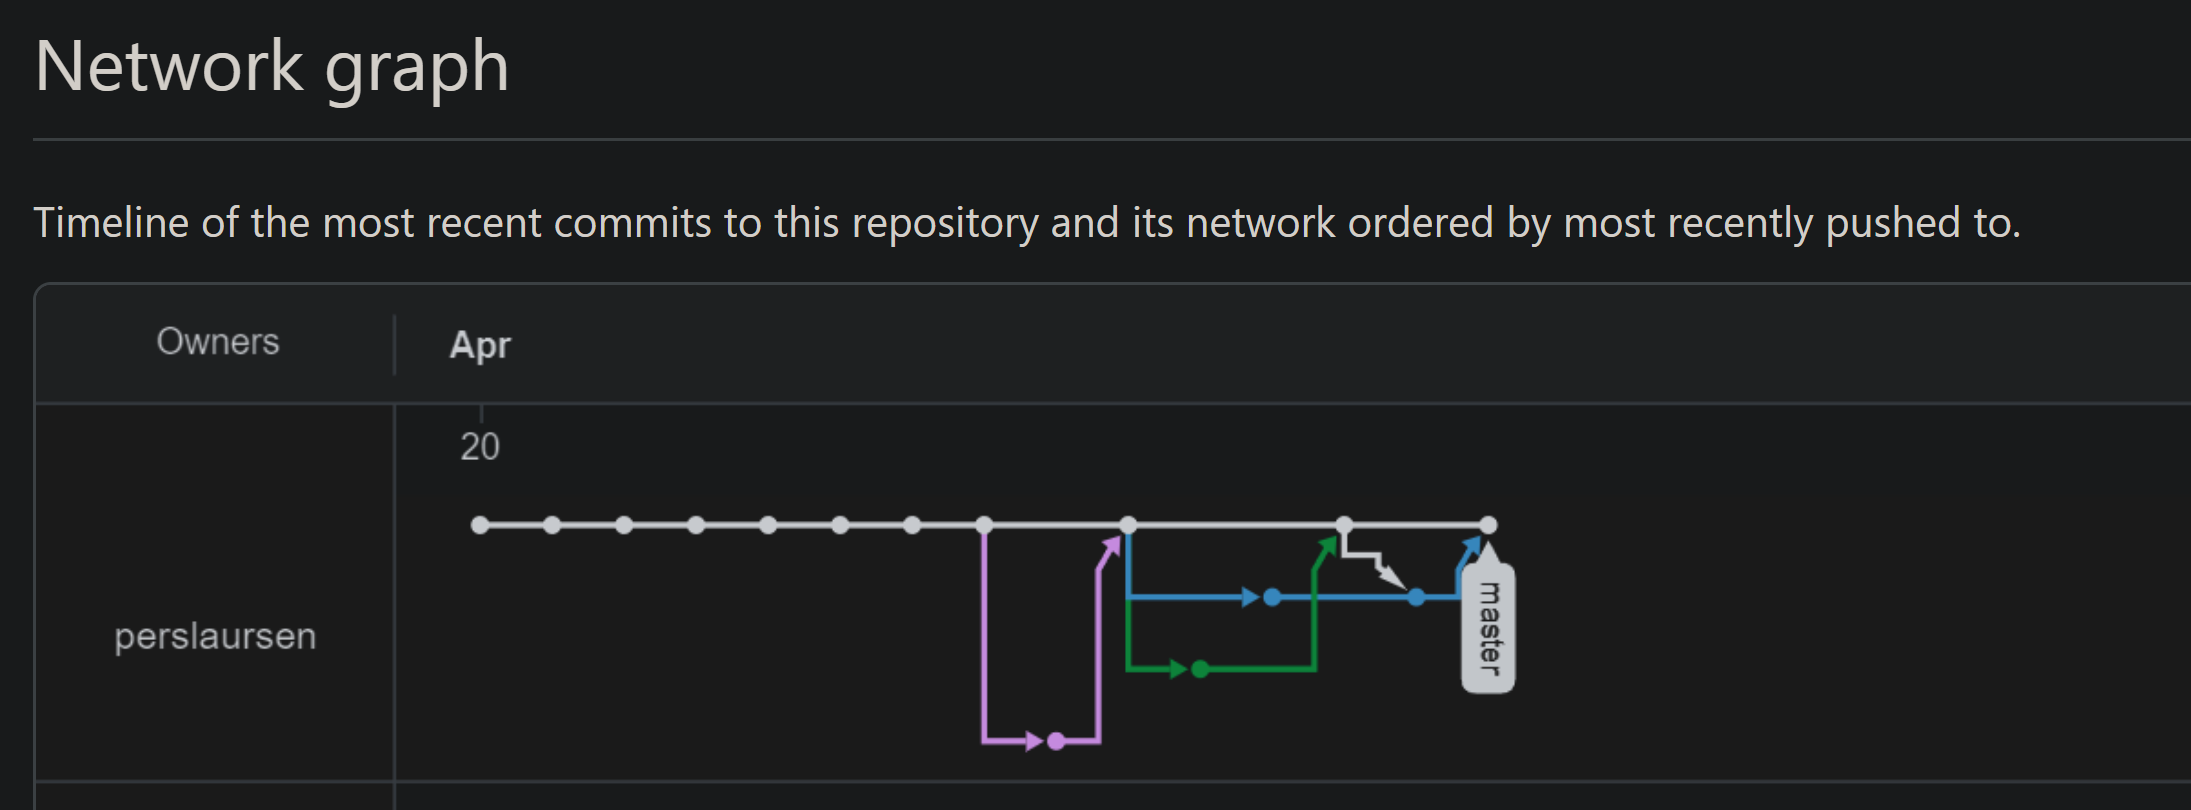 Network graph
Timeline of the most recent commits to this repository and its network ordered by most recently pushed to.
Owners
Apr
20
perslaursen
master